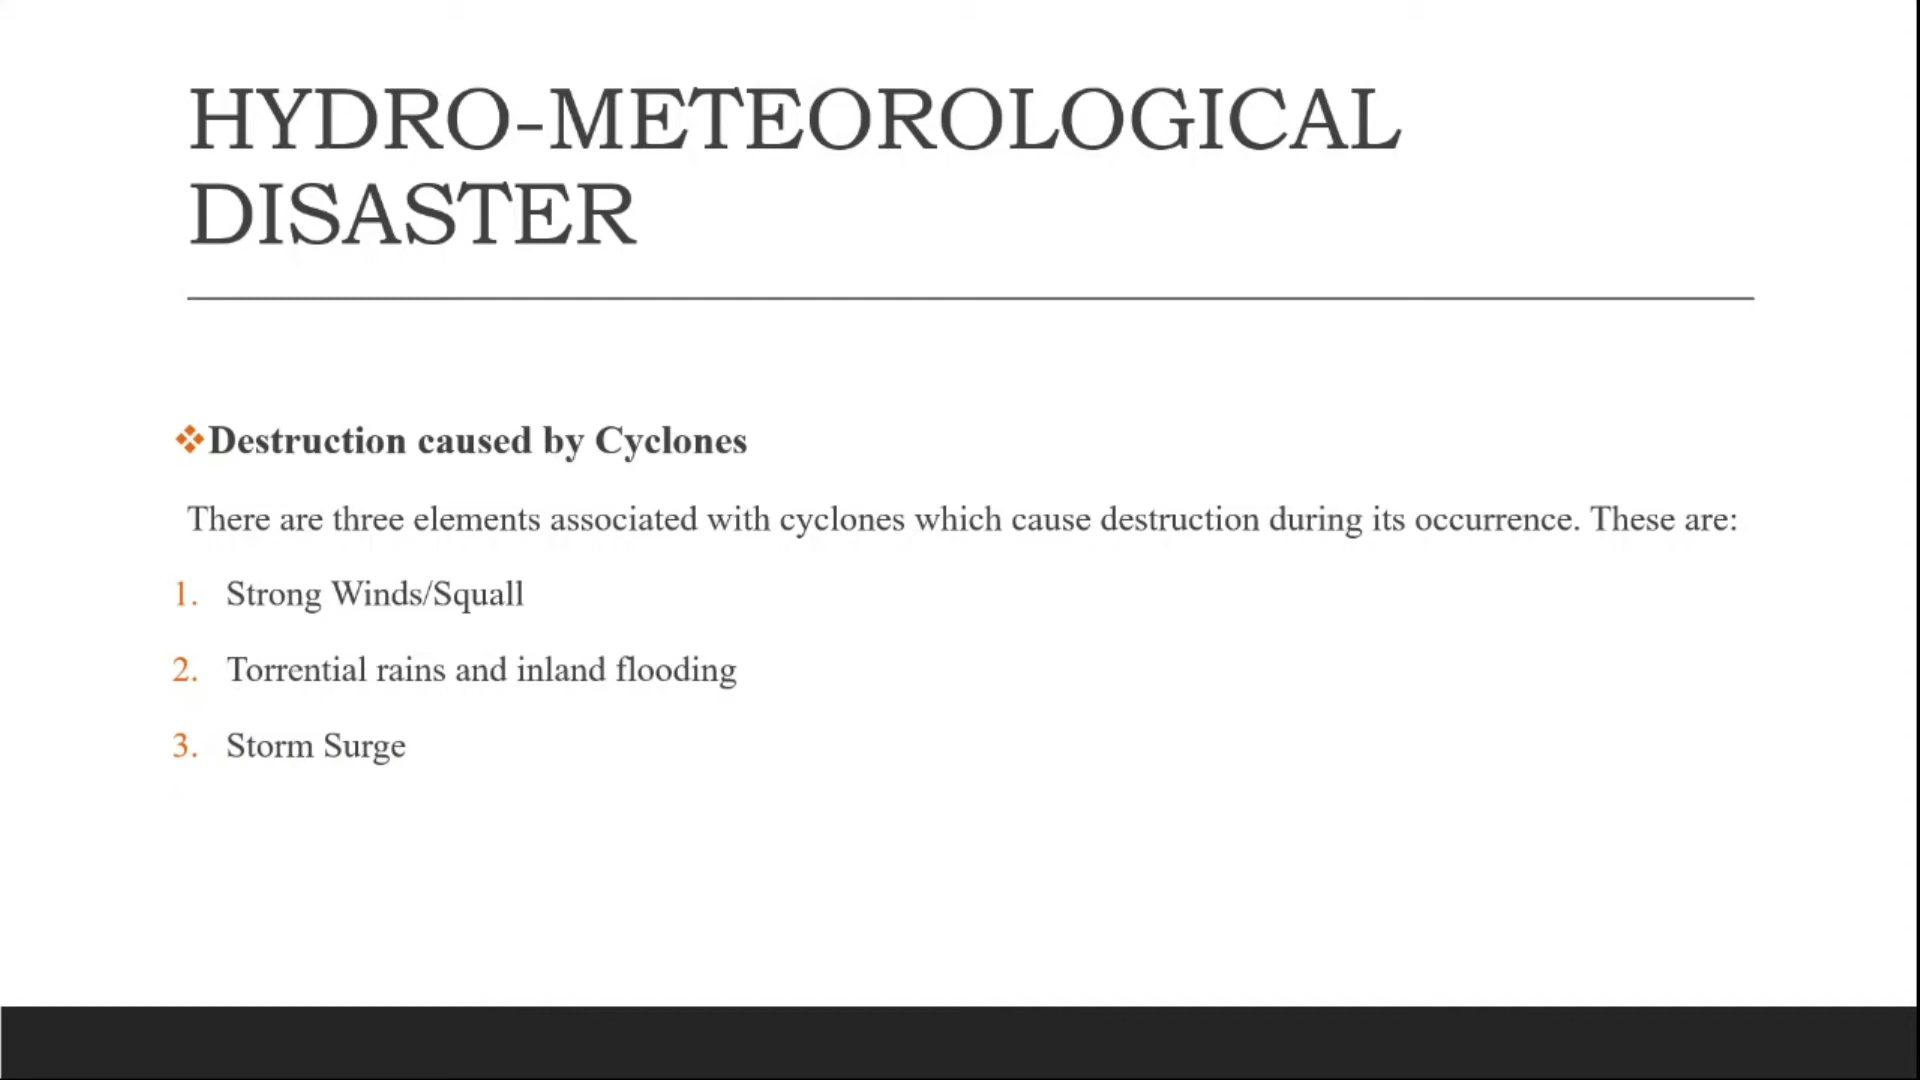 HYDRO-METEOROLOGICAL
DISASTER
❖Destruction caused by Cyclones
There are three elements associated with cyclones which cause destruction during its occurrence. These are:
1. Strong Winds/Squall
2. Torrential rains and inland flooding
3. Storm Surge